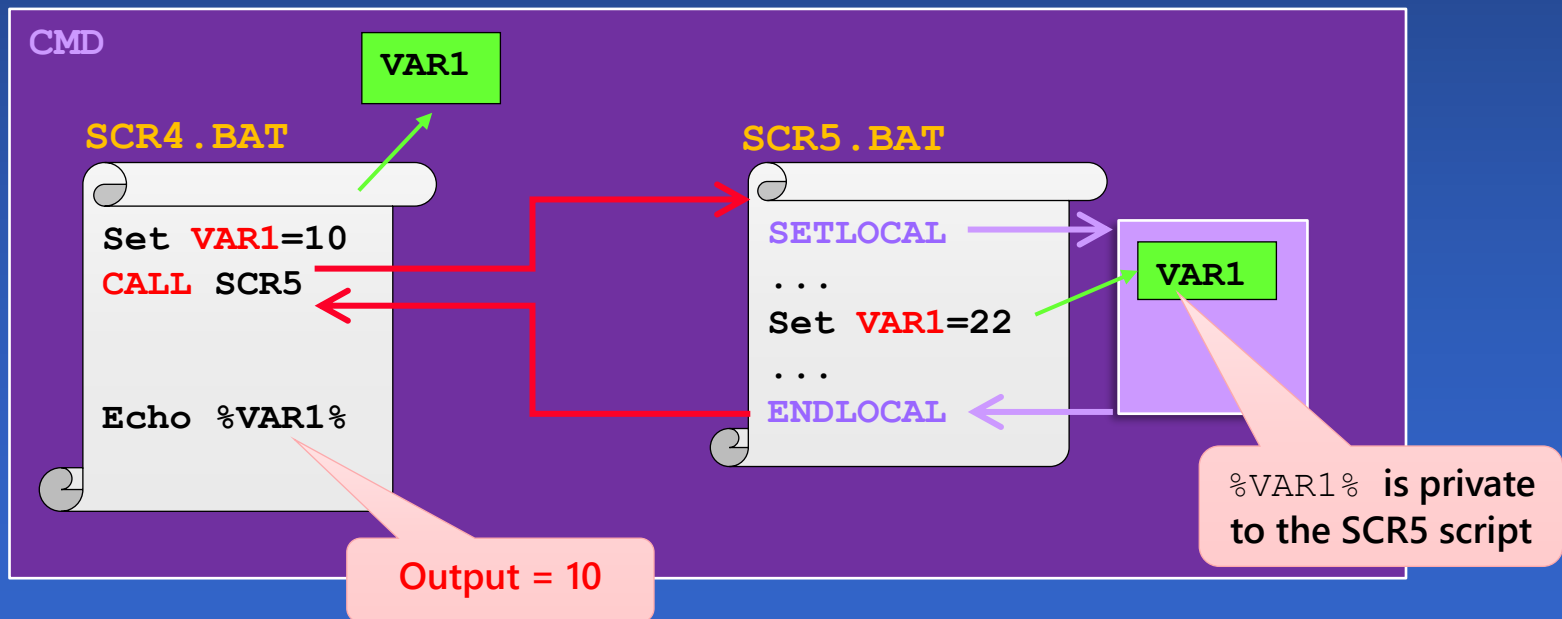 CMD
VAR1
SCR4.BAT
Set VAR1=10
CALL SCR5
Echo %VAR1%
Output = 10
SCR5.BAT
SETLOCAL
...
Set VAR1=22
...
ENDLOCAL
VAR1
%VAR1% is private
to the SCR5 script